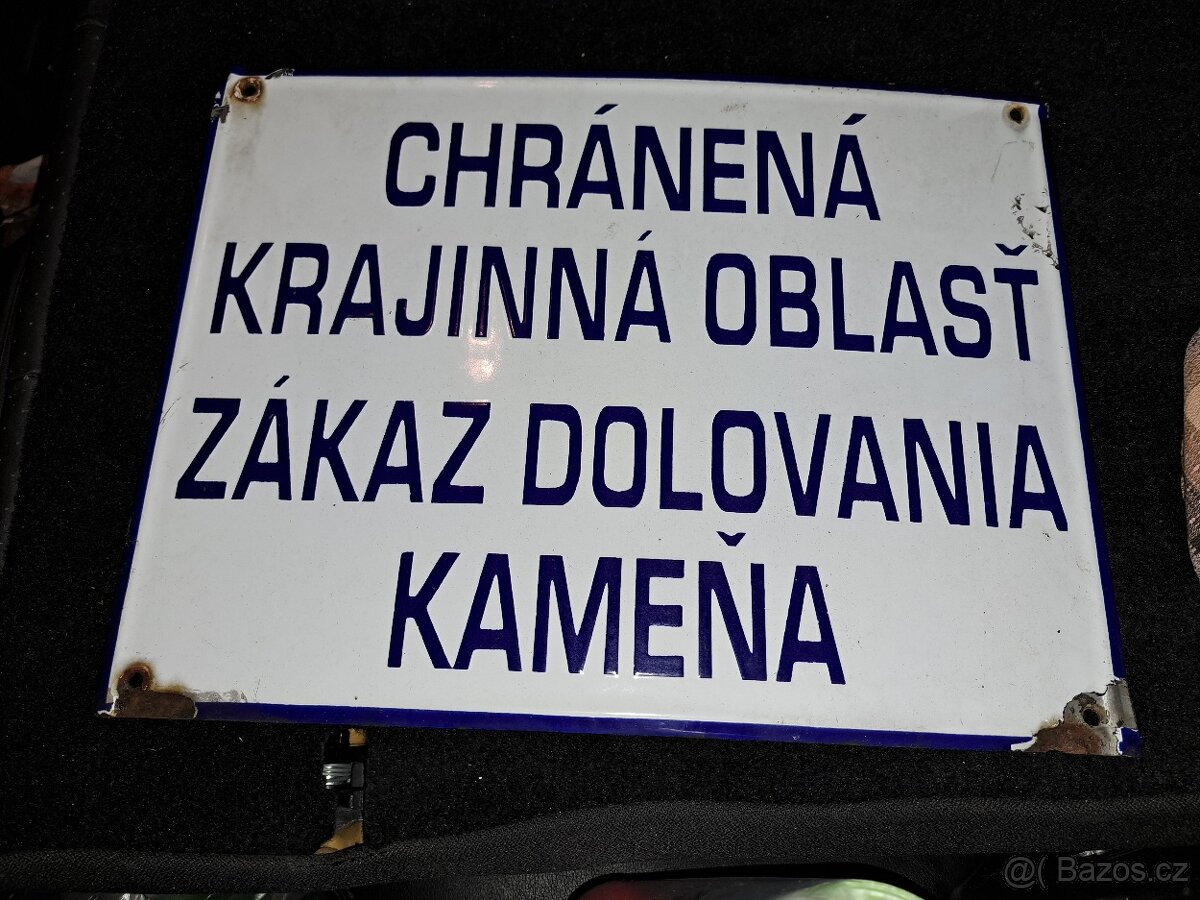 CHRÁNENÁ
KRAJINNÁ OBLASŤ
ZÁKAZ DOLOVANIA
KAMEŇA
@( Bazos.cz